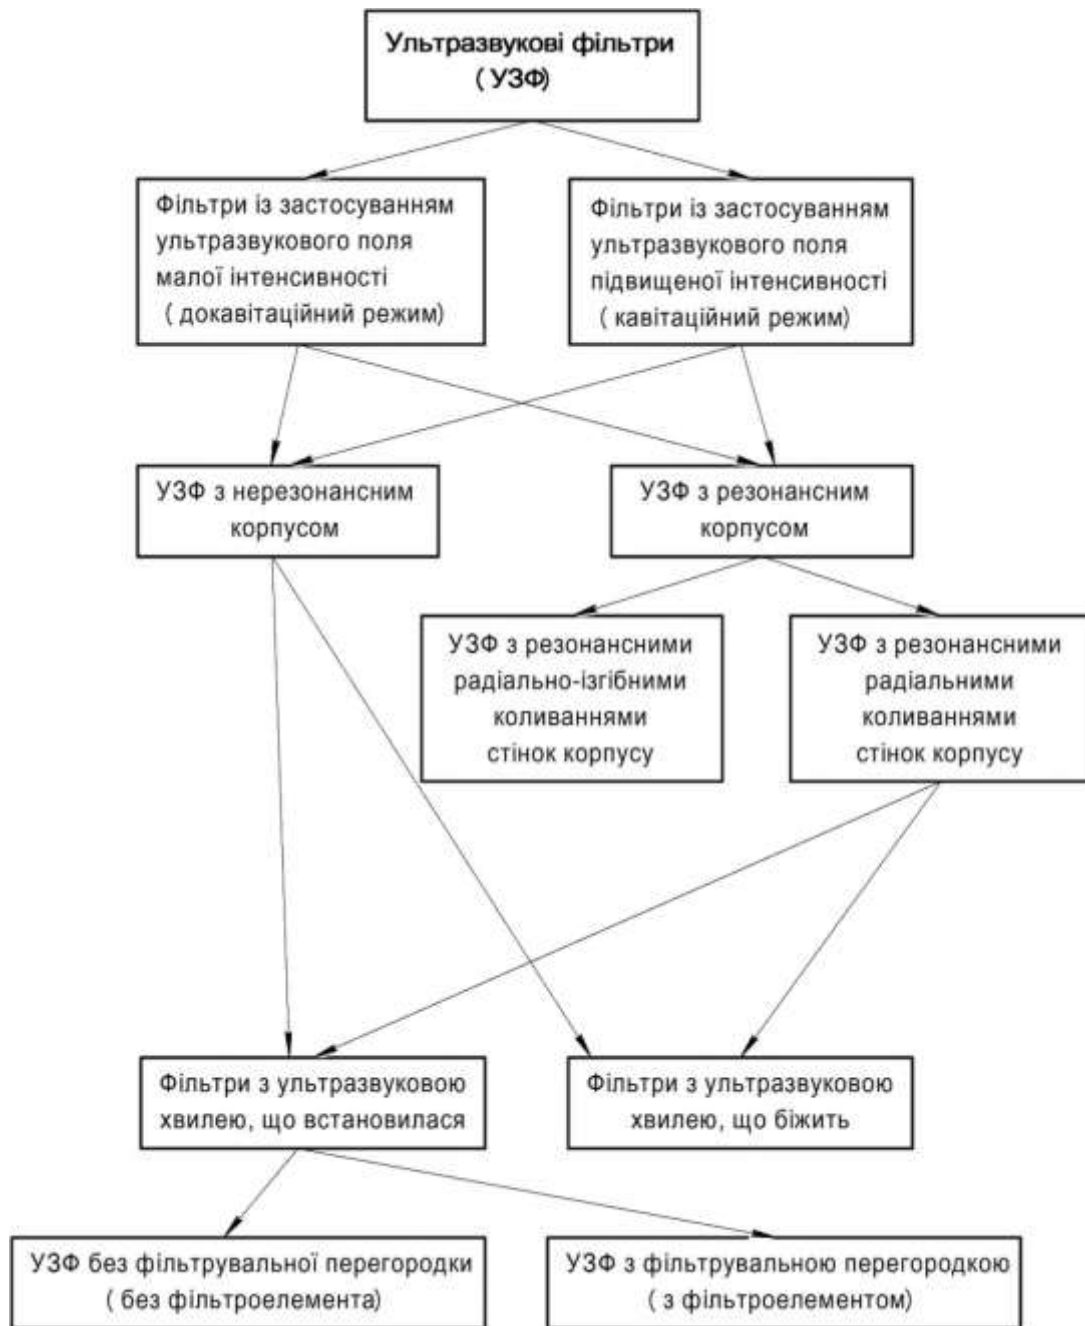 Ультразвукові фільтри
( УЗФ)
Фільтри із застосуванням
ультразвукового поля
малої інтенсивності
( докавітаційний режим)
Фільтри із застосуванням
ультразвукового поля
підвищеної інтенсивності
( кавітаційний режим)
УЗФ з нерезонансним
корпусом
УЗФ з резонансним
корпусом
УЗФ з резонансними
радіально-ізгібними
коливаннями
стінок корпусу
УЗФ з резонансними
радіальними
коливаннями
стінок корпусу
Фільтри з ультразвуковою
хвилею, що встановилася
Фільтри з ультразвуковою
хвилею, що біжить
УЗФ без фільтрувальної перегородки
( без фільтроелемента)
УЗФ з фільтрувальною перегородкою
( з фільтроелементом)